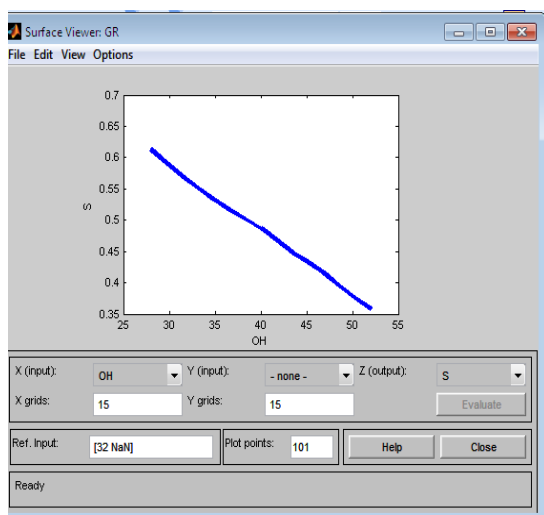 Surface Viewer: GR
File Edit View Options
0.7
0.65
0.6
0.55
0.5
0.45
0.4
0.35
S
25 30 35 40 45 50 55
OH
X (input): OH Y (input): - none - Z (output): S
X grids: 15 Y grids: 15 Evaluate
Ref. Input: [32 NaN] Plot points: 101 Help Close
Ready